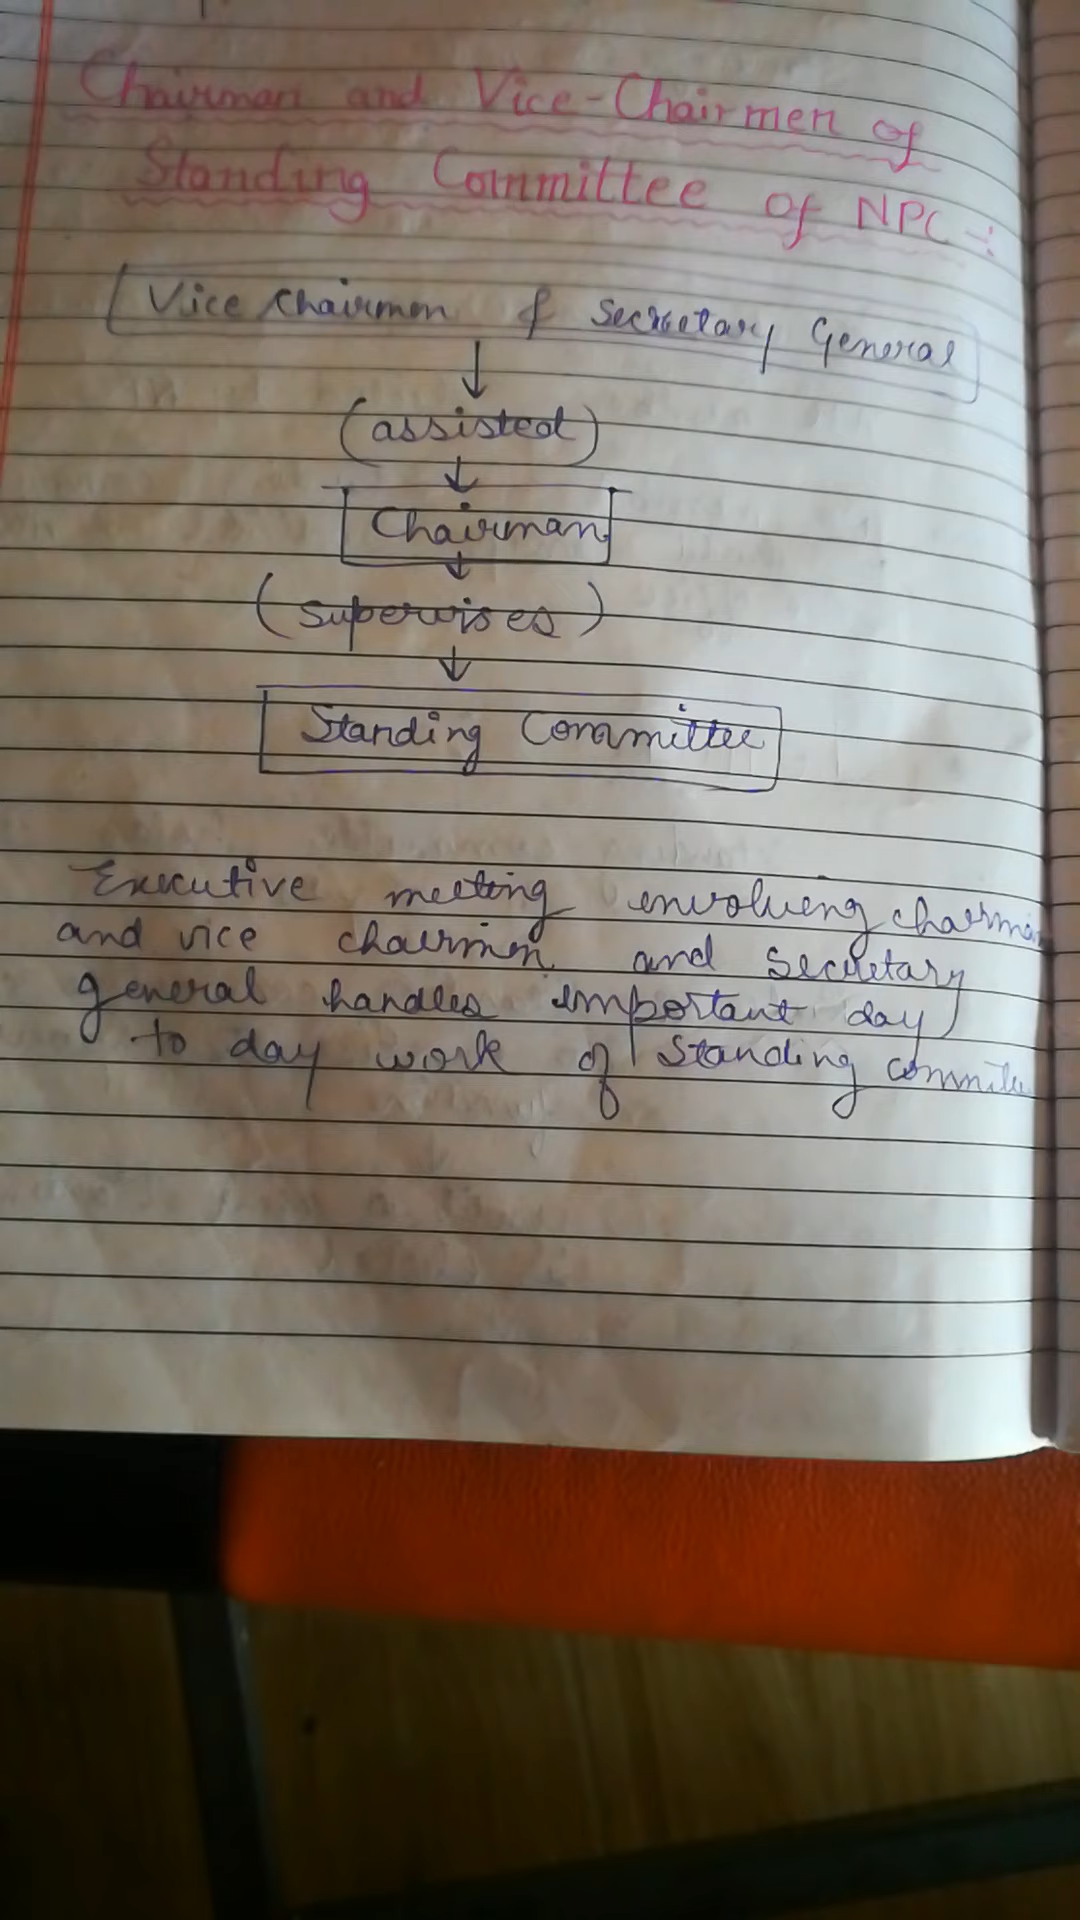 Chairman and Vice-Chairmen of
Standing Committee of NPC -:
Vice Chairmen & Secretary General
(assisted)
Chairman
(Supervises)
Standing Committee
Executive meeting envolveng chairman
and vice chairmen and Secretary
general handles important day
to day work of Standing committee